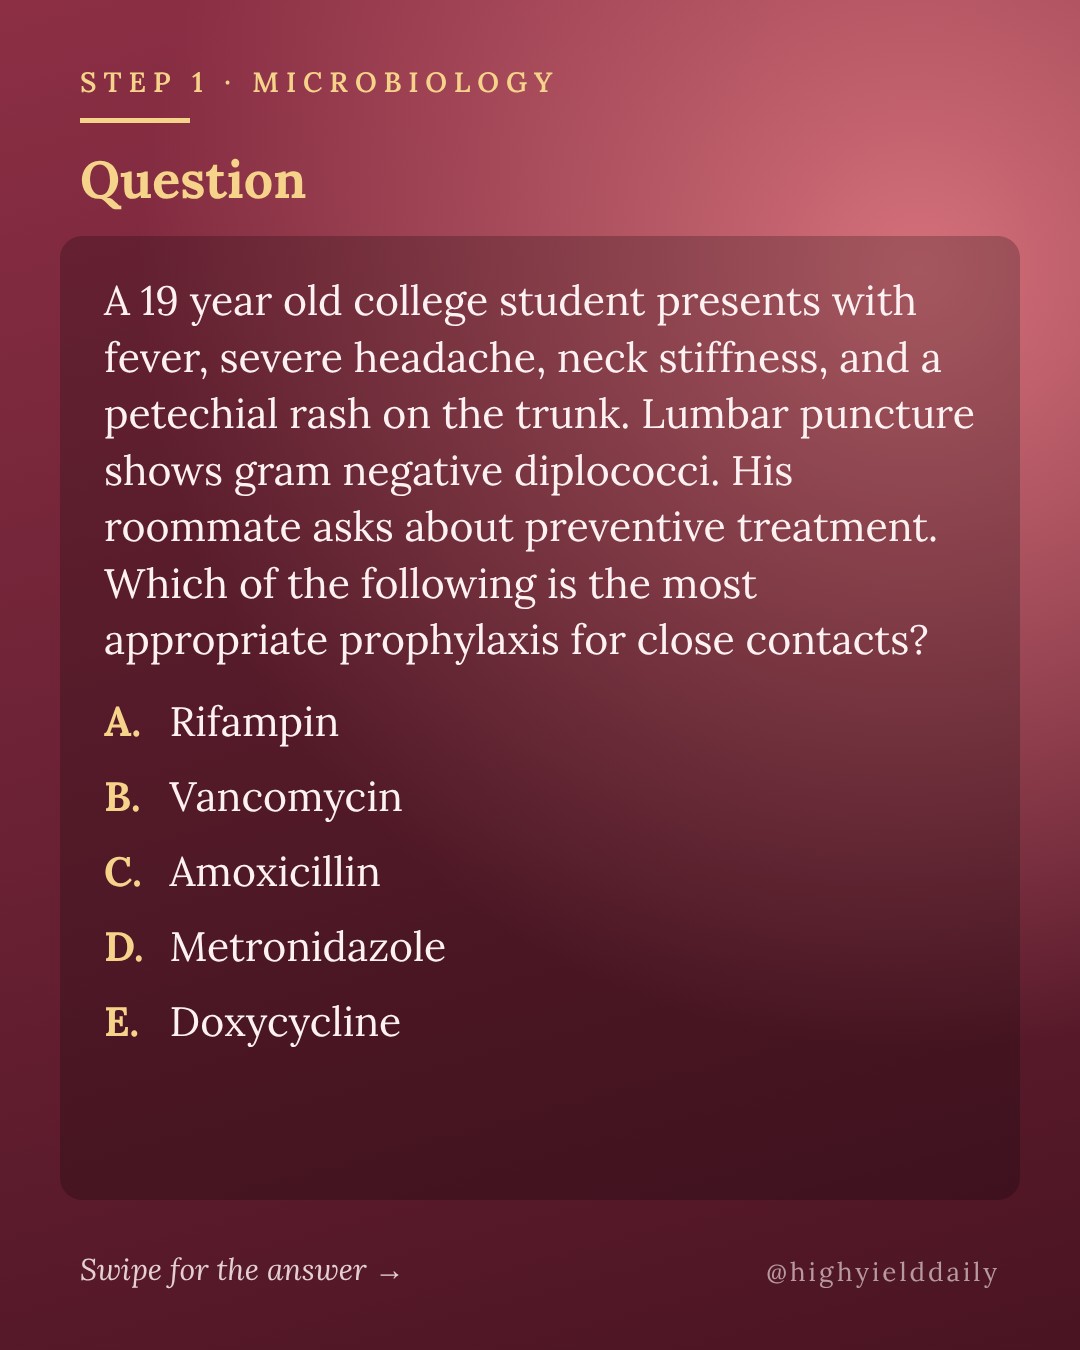 STEP 1 · MICROBIOLOGY
Question
A 19 year old college student presents with
fever, severe headache, neck stiffness, and a
petechial rash on the trunk. Lumbar puncture
shows gram negative diplococci. His
roommate asks about preventive treatment.
Which of the following is the most
appropriate prophylaxis for close contacts?
A. Rifampin
B. Vancomycin
C. Amoxicillin
D. Metronidazole
E. Doxycycline
Swipe for the answer →
@highyielddaily